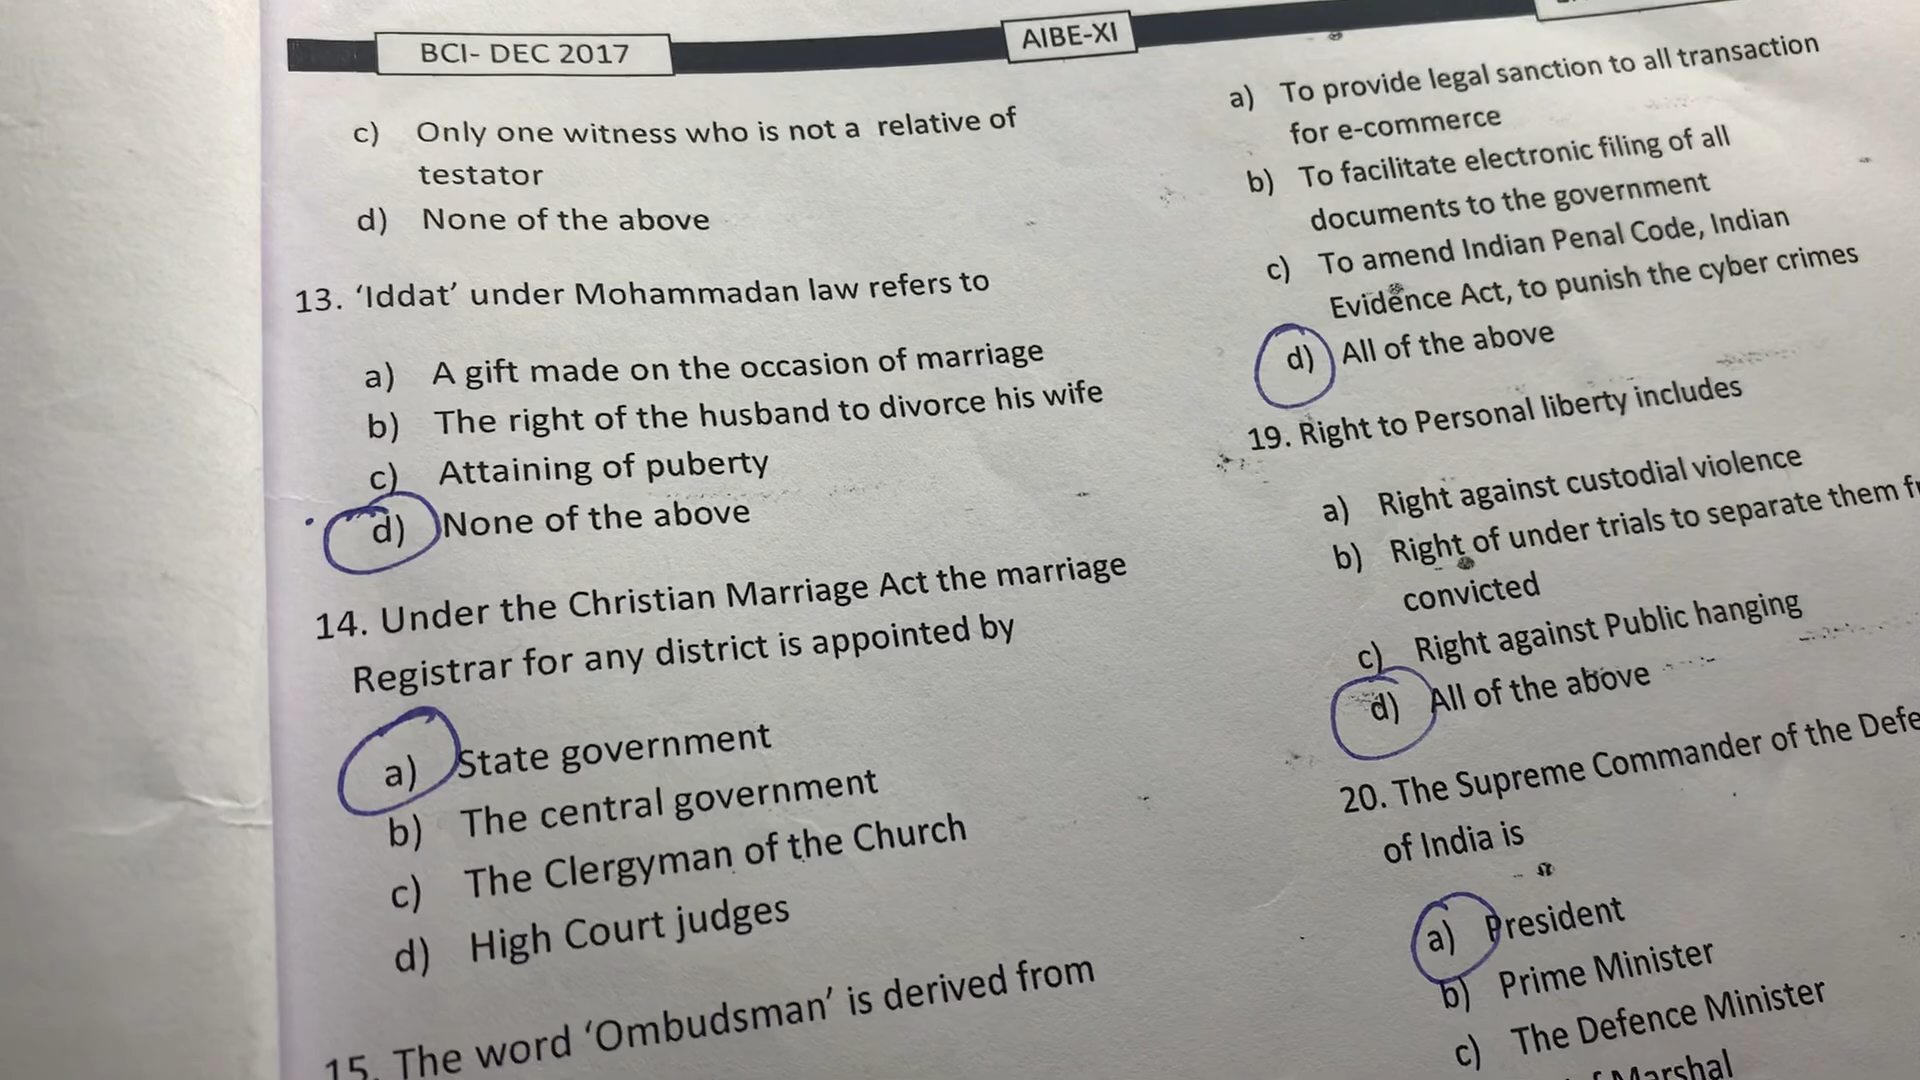 BCI- DEC 2017
AIBE-XI
c) Only one witness who is not a relative of
testator
d) None of the above
13. ‘Iddat’ under Mohammadan law refers to
a) A gift made on the occasion of marriage
b) The right of the husband to divorce his wife
c) Attaining of puberty
d) None of the above
14. Under the Christian Marriage Act the marriage
Registrar for any district is appointed by
a) State government
b) The central government
c) The Clergyman of the Church
d) High Court judges
15. The word ‘Ombudsman’ is derived from
a) To provide legal sanction to all transaction
for e-commerce
b) To facilitate electronic filing of all
documents to the government
c) To amend Indian Penal Code, Indian
Evidence Act, to punish the cyber crimes
d) All of the above
19. Right to Personal liberty includes
a) Right against custodial violence
b) Right of under trials to separate them
convicted
c) Right against Public hanging
d) All of the above
20. The Supreme Commander of the
of India is
a) President
b) Prime Minister
c) The Defence Minister
Marshal